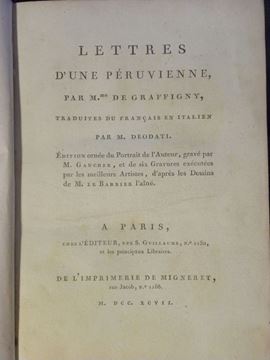 LETTRES
D'UNE PÉRUVIENNE,
PAR M.me DE GRAFFIGNY,
TRADUITES DU FRANÇAIS EN ITALIEN
PAR M. DEODATI.
ÉDITION ornée du Portrait de l'Auteur, gravé par
M. GAUCHER, et de six Gravures exécutées
par les meilleurs Artistes, d'après les Dessins
de M. LE BARBIER l'aîné.
A PARIS,
CHEZ L'ÉDITEUR, RUE S. GUILLAUME, n.º 1130,
et les principaux Libraires.
DE L'IMPRIMERIE DE MIGNERET,
rue Jacob, n.º 1186.
M. DCC. XCVII.